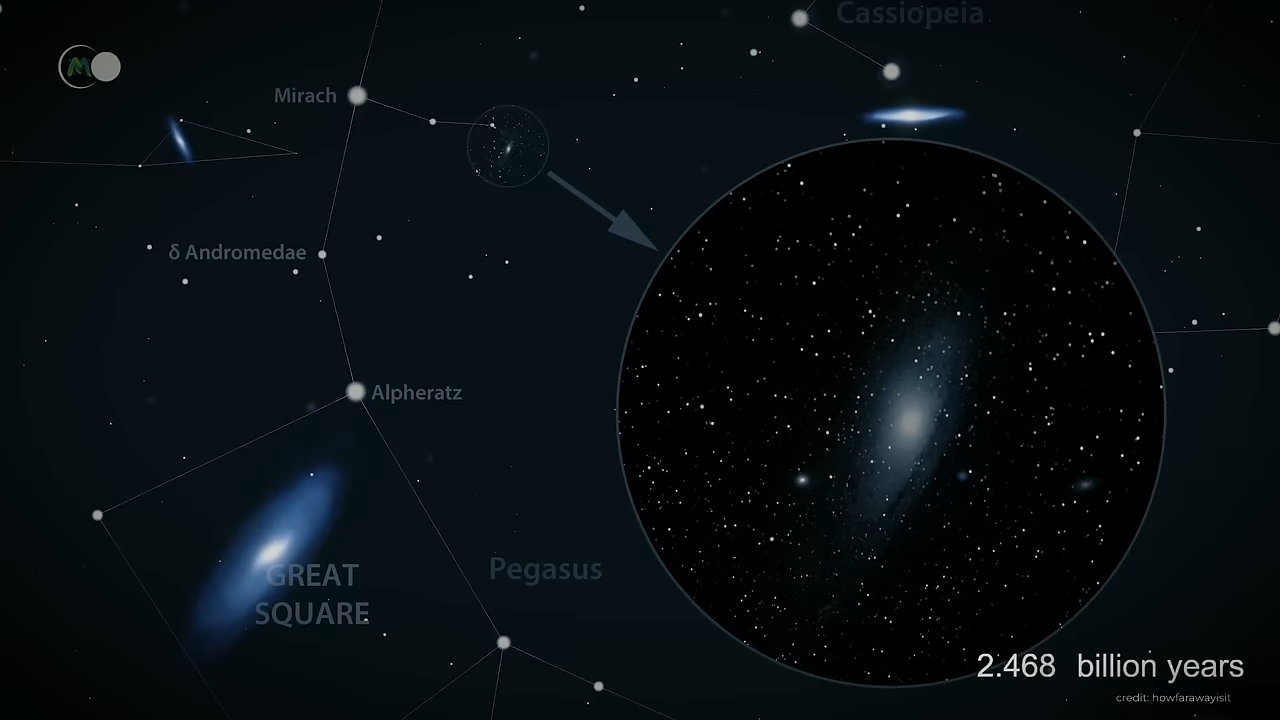 Cassiopeia
M
Mirach
δ Andromedae
Alpheratz
GREAT
SQUARE
Pegasus
2.468 billion years
credit: howfarawayisit